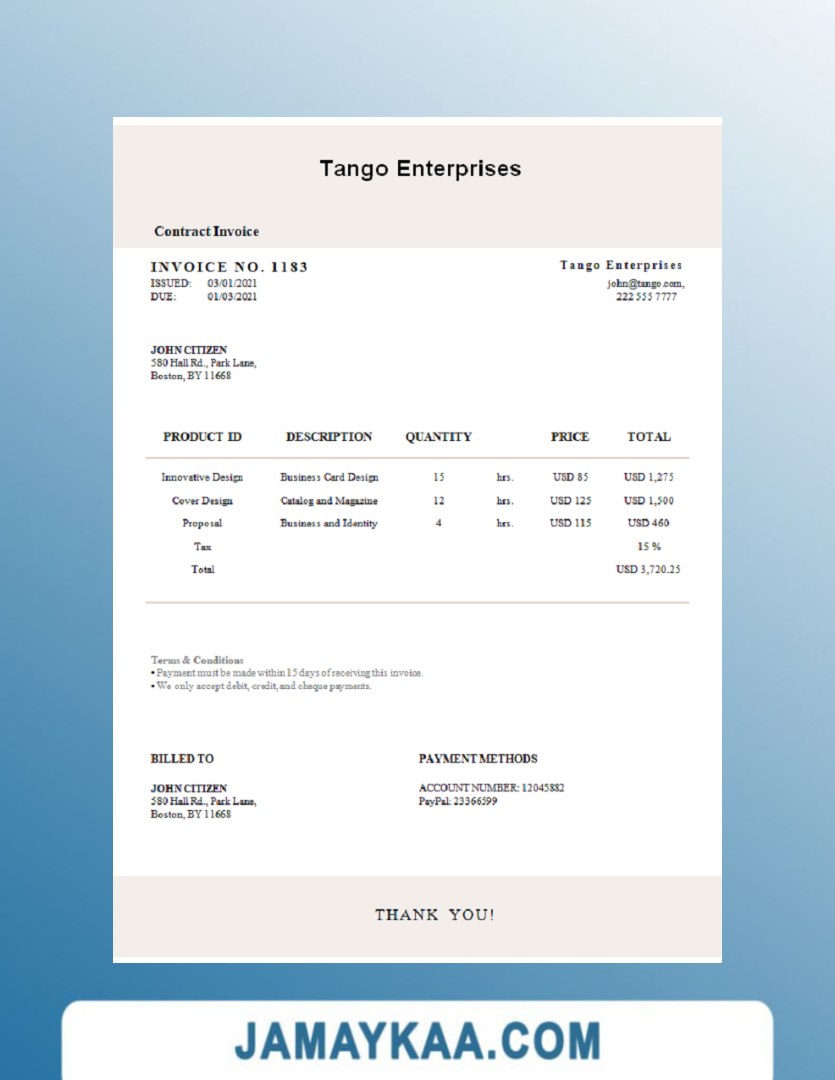 Tango Enterprises
Contract Invoice
INVOICE NO. 1183
ISSUED: 03/01/2021
DUE: 01/03/2021
Tango Enterprises
john@tango.com,
222 555 7777
JOHN CITIZEN
580 Hall Rd., Park Lane,
Boston, BY 11668
PRODUCT ID DESCRIPTION QUANTITY PRICE TOTAL
Innovative Design Business Card Design 15 hrs. USD 85 USD 1,275
Cover Design Catalog and Magazine 12 hrs. USD 125 USD 1,500
Proposal Business and Identity 4 hrs. USD 115 USD 460
Tax 15 %
Total USD 3,720.25
Terms & Conditions
• Payment must be made within 15 days of receiving this invoice.
• We only accept debit, credit, and cheque payments.
BILLED TO
JOHN CITIZEN
580 Hall Rd., Park Lane,
Boston, BY 11668
PAYMENT METHODS
ACCOUNT NUMBER: 12045882
PayPal: 23366599
THANK YOU!
JAMAYKAA.COM